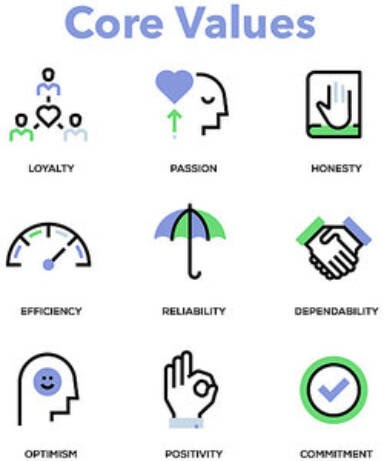 Core Values
LOYALTY
PASSION
HONESTY
EFFICIENCY
RELIABILITY
DEPENDABILITY
OPTIMISM
POSITIVITY
COMMITMENT